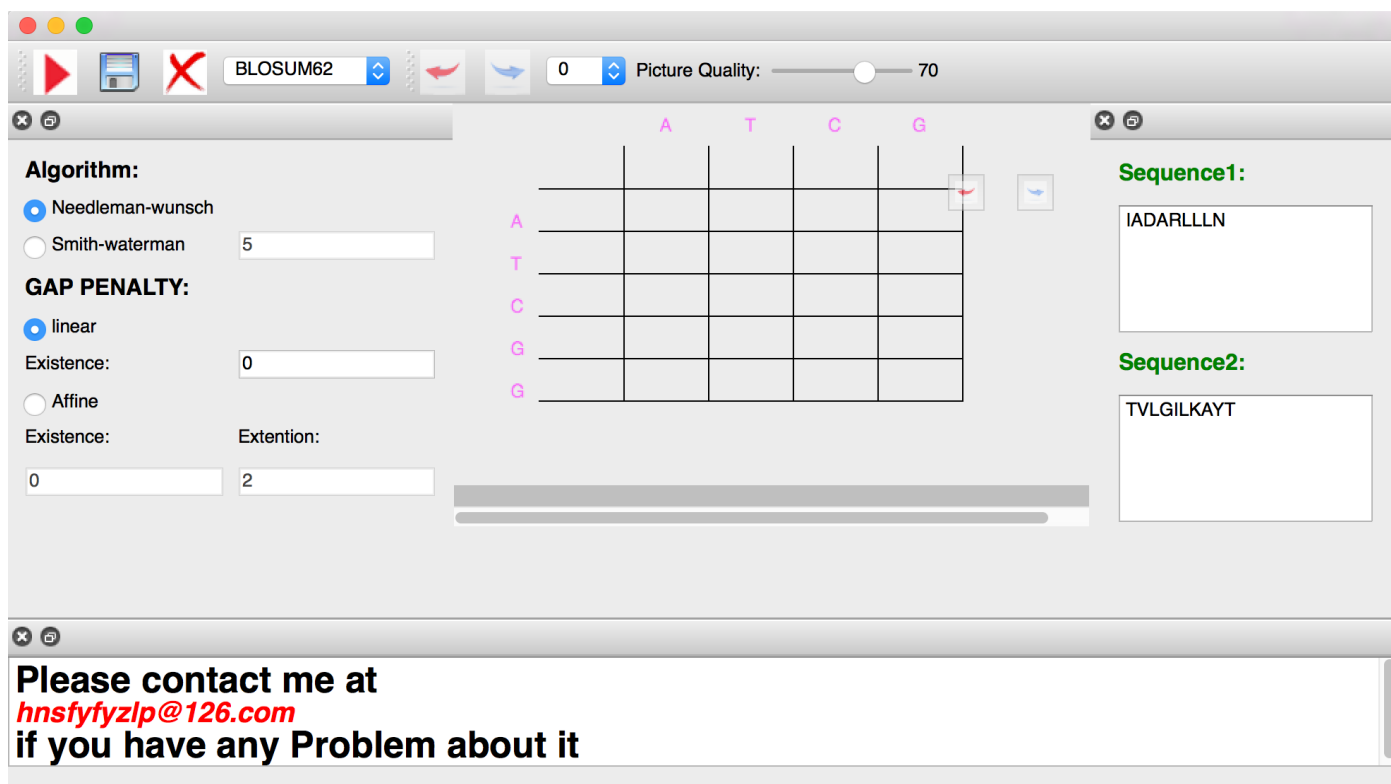 BLOSUM62 0 Picture Quality: 70
Algorithm:
Needleman-wunsch
Smith-waterman 5
GAP PENALTY:
linear
Existence: 0
Affine
Existence: Extention:
0 2
A T C G
A
T
C
G
G
Sequence1:
IADARLLLN
Sequence2:
TVLGILKAYT
Please contact me at
hnsfyfyzlp@126.com
if you have any Problem about it